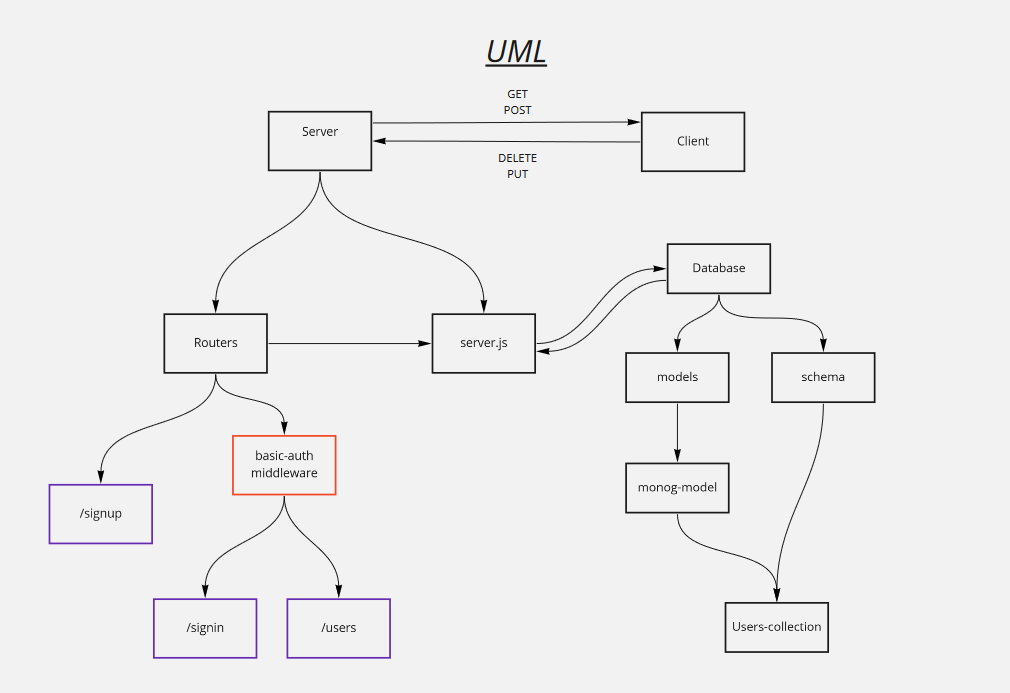 UML
GET
POST
Server
Client
DELETE
PUT
Database
Routers
server.js
models
schema
basic-auth
middleware
monog-model
/signup
/signin
/users
Users-collection